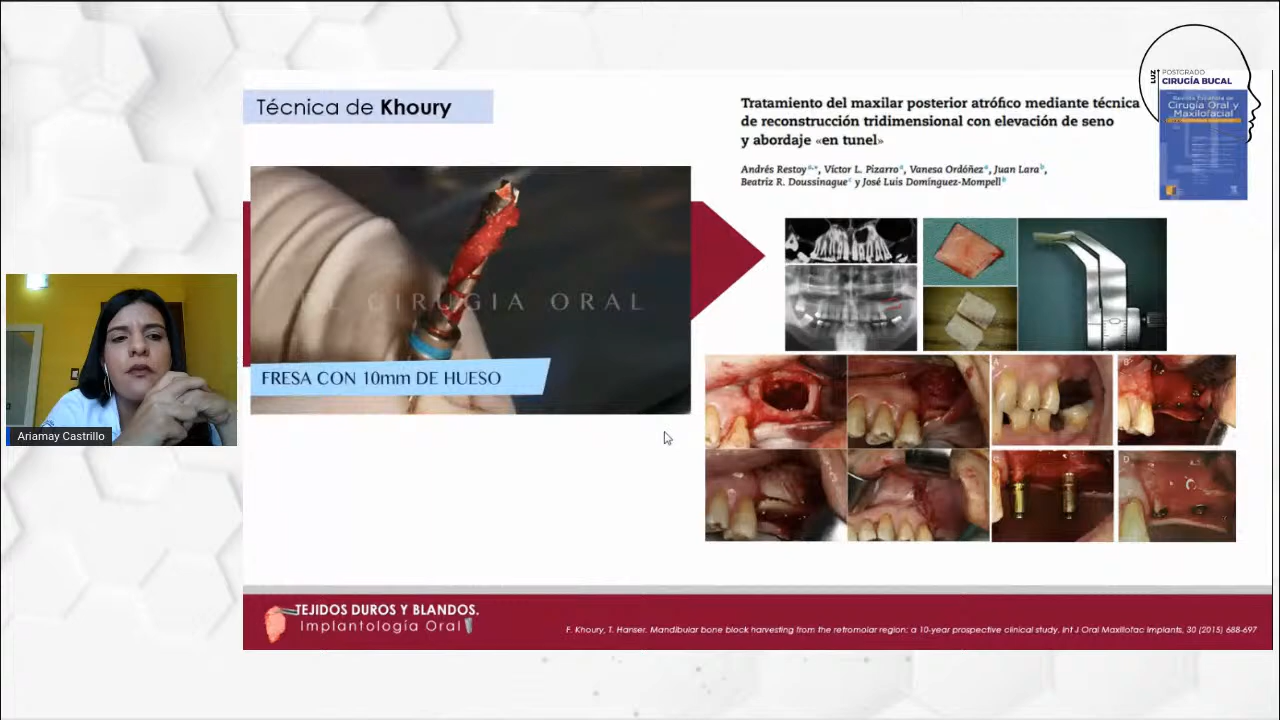 LUZ
POSTGRADO
CIRUGÍA BUCAL
Revista Española de
Cirugía Oral y
Maxilofacial
Técnica de Khoury
Tratamiento del maxilar posterior atrófico mediante técnica
de reconstrucción tridimensional con elevación de seno
y abordaje «en tunel»
Andrés Restoy a,*, Víctor L. Pizarro a, Vanesa Ordóñez a, Juan Lara b,
Beatriz R. Doussinague c y José Luis Domínguez-Mompell b
CIRUGIA ORAL
FRESA CON 10mm DE HUESO
A
B
C
D
Ariamay Castrillo
TEJIDOS DUROS Y BLANDOS.
Implantología Oral
F. Khoury, T. Hanser. Mandibular bone block harvesting from the retromolar region: a 10-year prospective clinical study. Int J Oral Maxillofac Implants, 30 (2015) 688-697